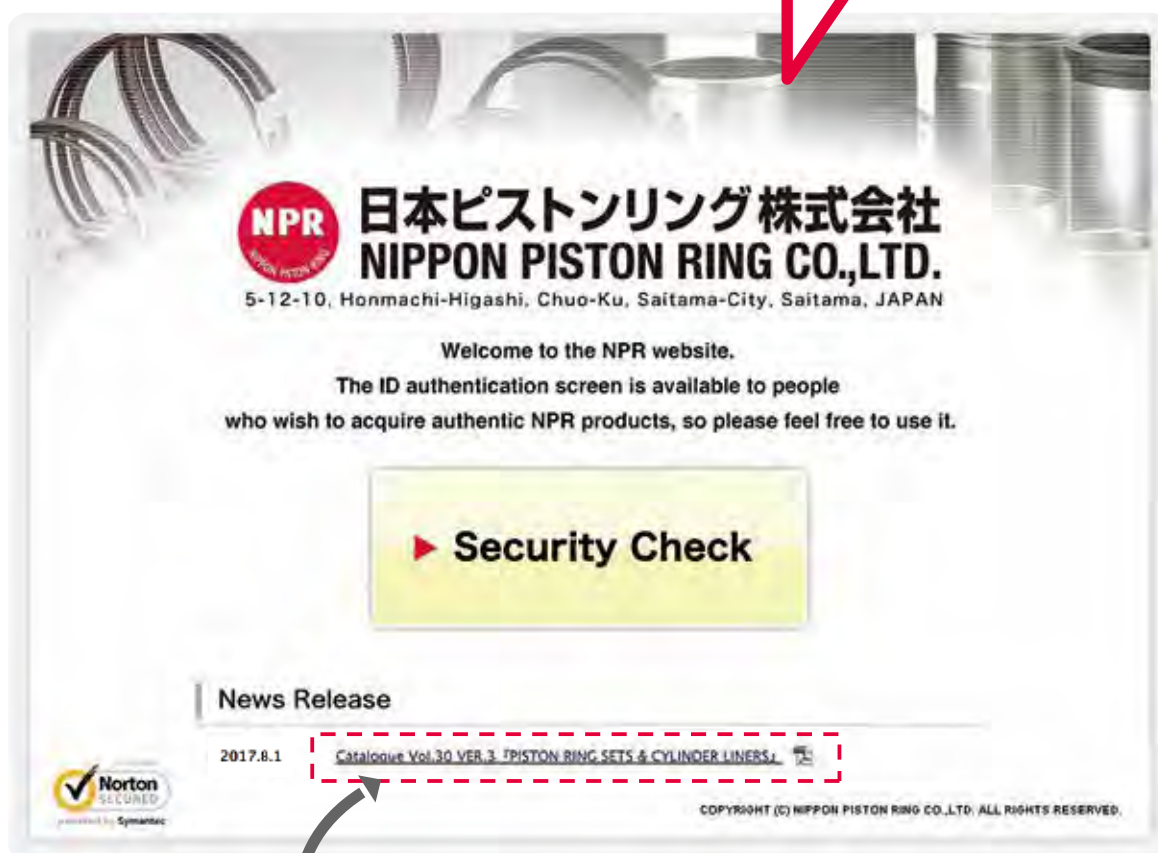 NPR
NIPPON PISTON RING
日本ピストンリング株式会社
NIPPON PISTON RING CO.,LTD.
5-12-10, Honmachi-Higashi, Chuo-Ku, Saitama-City, Saitama, JAPAN
Welcome to the NPR website.
The ID authentication screen is available to people
who wish to acquire authentic NPR products, so please feel free to use it.
Security Check
News Release
2017.8.1 Catalogue Vol.30 VER.3 『PISTON RING SETS & CYLINDER LINERS』
Norton
SECURED
powered by Symantec
COPYRIGHT (C) NIPPON PISTON RING CO.,LTD. ALL RIGHTS RESERVED.